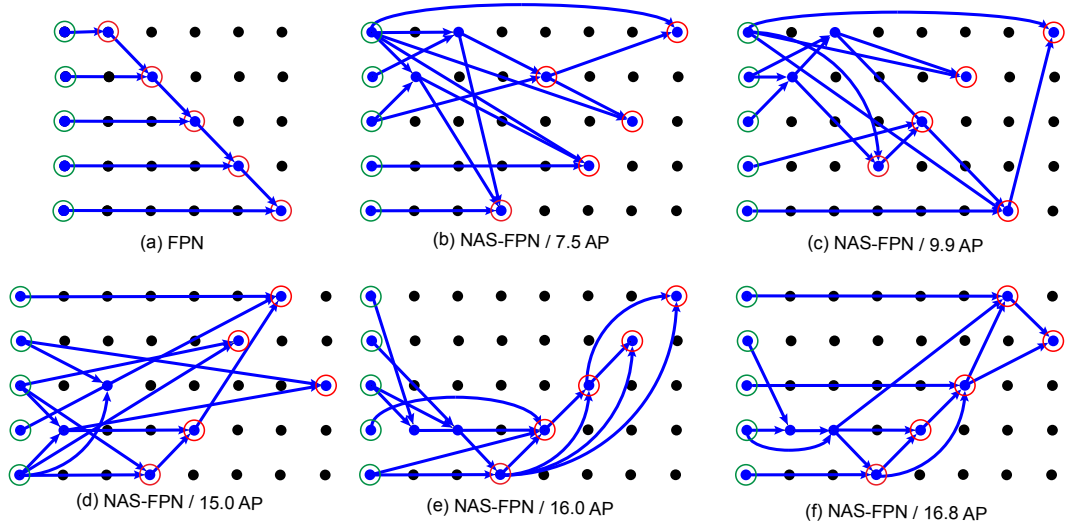 (a) FPN
(b) NAS-FPN / 7.5 AP
(c) NAS-FPN / 9.9 AP
(d) NAS-FPN / 15.0 AP
(e) NAS-FPN / 16.0 AP
(f) NAS-FPN / 16.8 AP